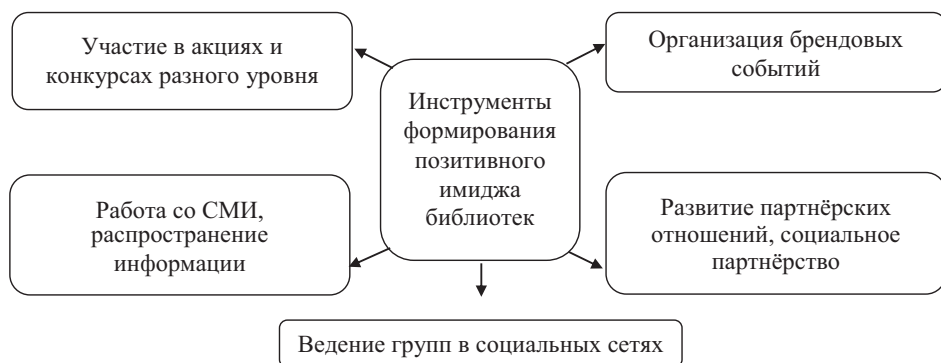 Участие в акциях и
конкурсах разного уровня
Организация брендовых
событий
Инструменты
формирования
позитивного
имиджа
библиотек
Работа со СМИ,
распространение
информации
Развитие партнёрских
отношений, социальное
партнёрство
Ведение групп в социальных сетях